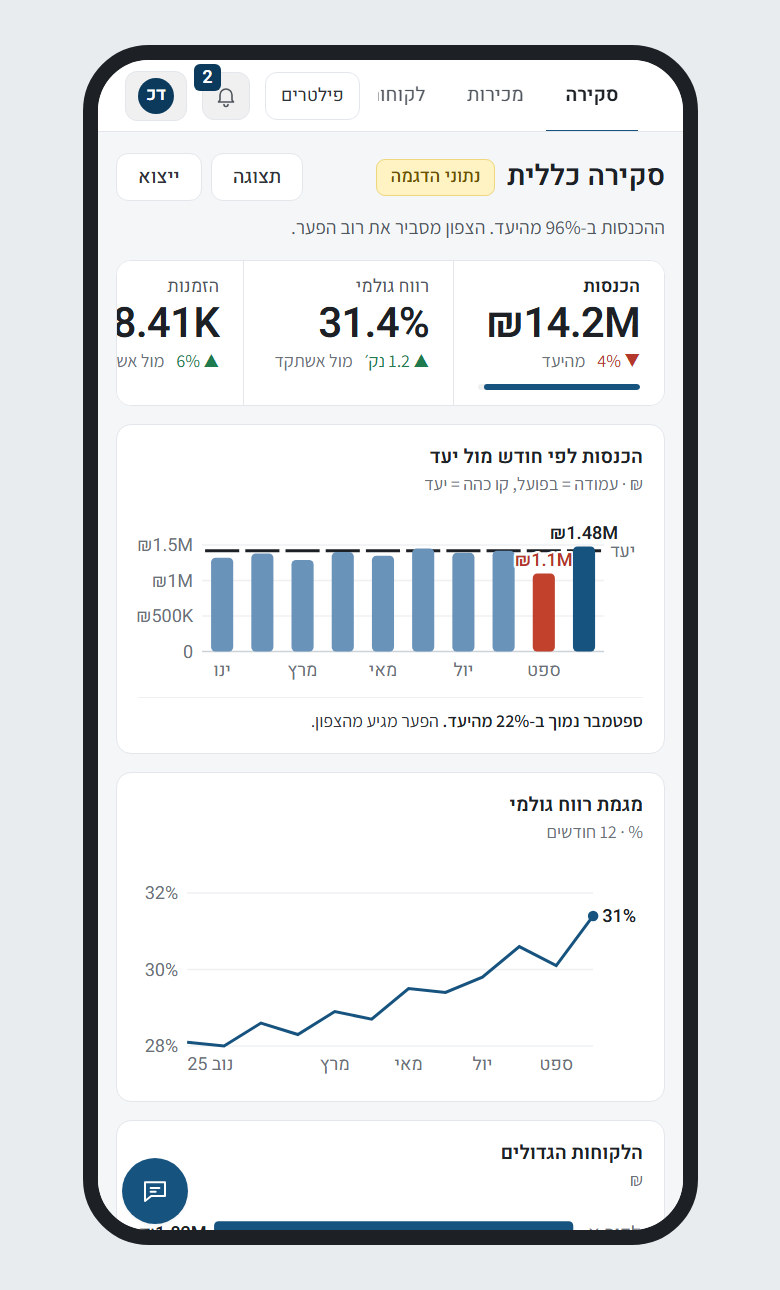 סקירה
מכירות
לקוחו
פילטרים
2
דכ
סקירה כללית
נתוני הדגמה
תצוגה
ייצוא
ההכנסות ב-96% מהיעד. הצפון מסביר את רוב הפער.
הכנסות
₪14.2M
▼ 4% מהיעד
רווח גולמי
31.4%
▲ 1.2 נק׳ מול אשתקד
הזמנות
8.41K
▲ 6% מול אש
הכנסות לפי חודש מול יעד
₪ · עמודה = בפועל, קו כהה = יעד
₪1.48M
₪1.5M
יעד
₪1.1M
₪1M
₪500K
0
ינו
מרץ
מאי
יול
ספט
ספטמבר נמוך ב-22% מהיעד. הפער מגיע מהצפון.
מגמת רווח גולמי
% · 12 חודשים
32%
31%
30%
28%
נוב 25
מרץ
מאי
יול
ספט
הלקוחות הגדולים
₪